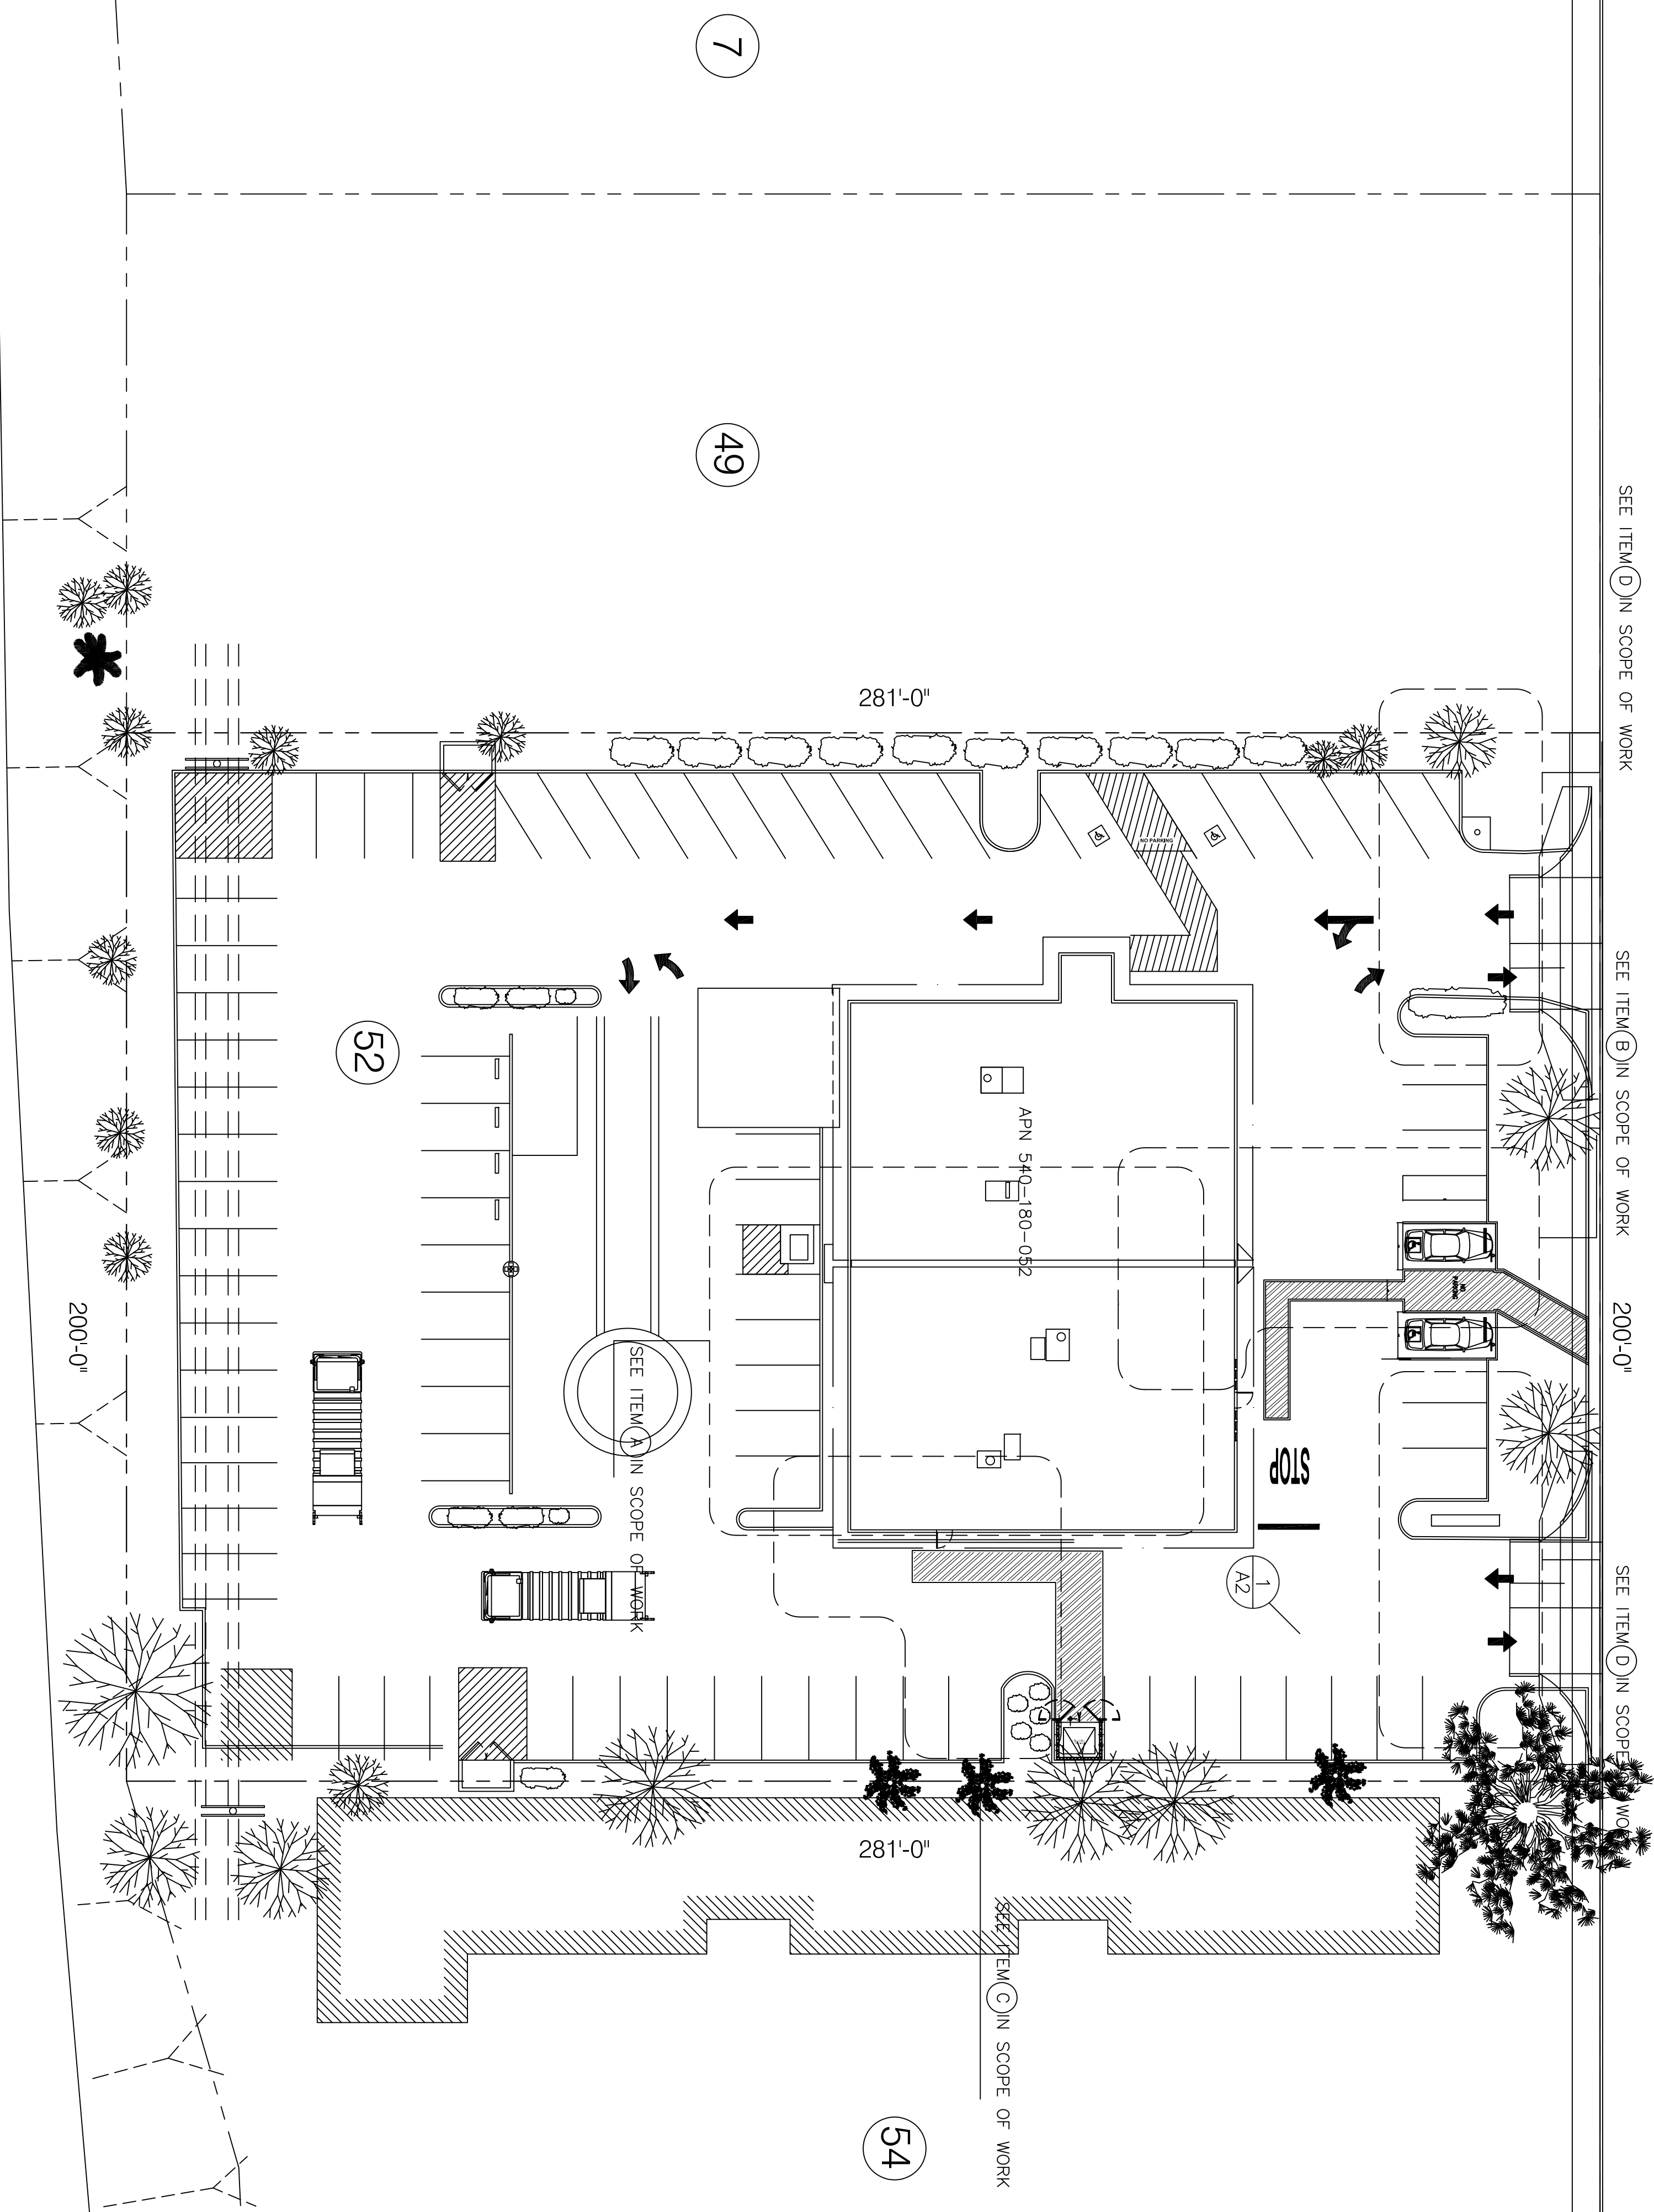 7
49
SEE ITEM D IN SCOPE OF WORK
281'-0"
NO PARKING
SEE ITEM B IN SCOPE OF WORK
52
APN 540-180-052
NO
PARKING
200'-0"
200'-0"
SEE ITEM A IN SCOPE OF WORK
STOP
1
A2
SEE ITEM D IN SCOPE OF WORK
281'-0"
SEE ITEM C IN SCOPE OF WORK
54